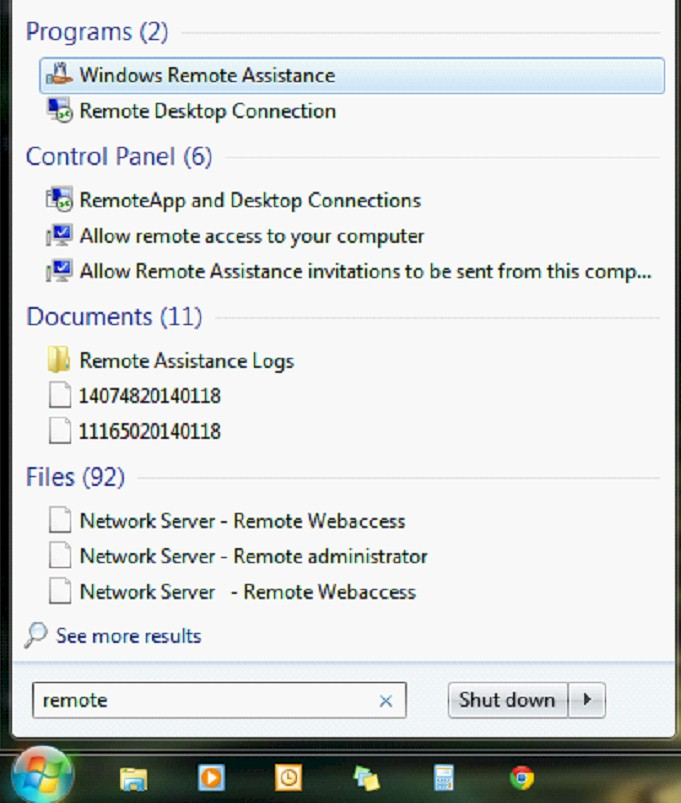 Programs (2)
Windows Remote Assistance
Remote Desktop Connection
Control Panel (6)
RemoteApp and Desktop Connections
Allow remote access to your computer
Allow Remote Assistance invitations to be sent from this comp...
Documents (11)
Remote Assistance Logs
14074820140118
11165020140118
Files (92)
Network Server - Remote Webaccess
Network Server - Remote administrator
Network Server - Remote Webaccess
See more results
remote
Shut down